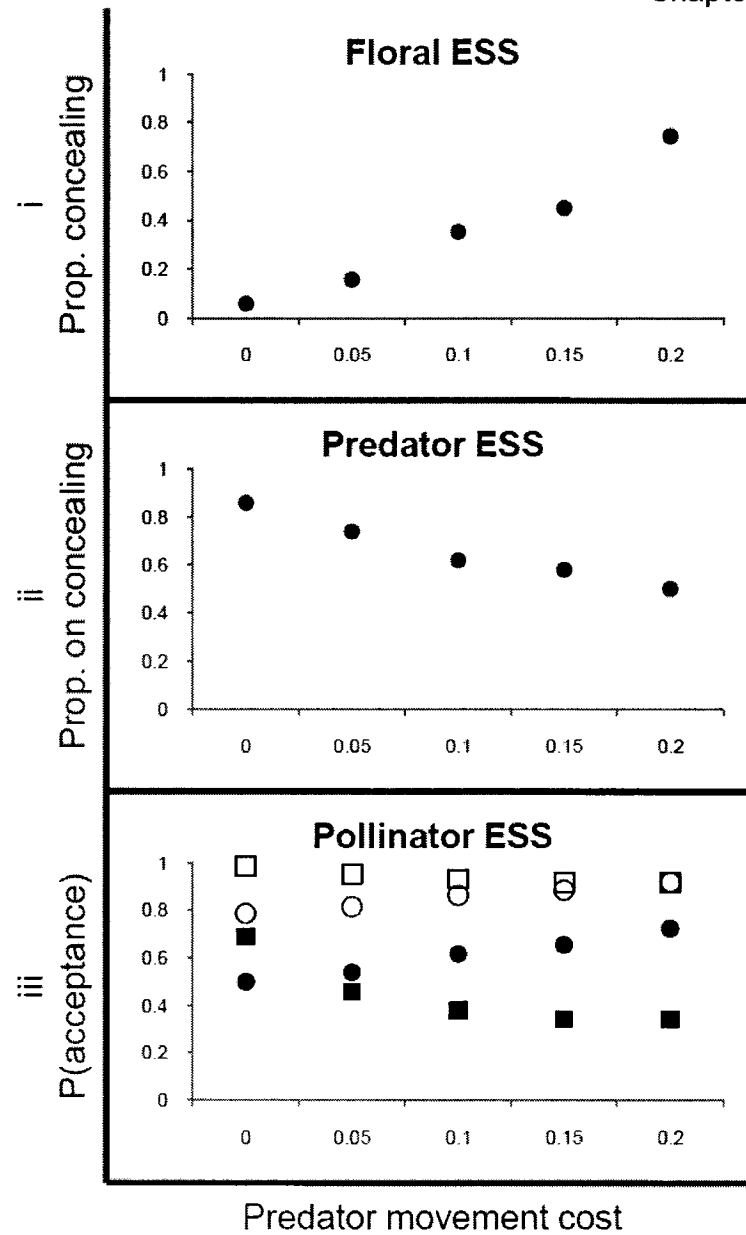 Floral ESS
i
Prop. concealing
1
0.8
0.6
0.4
0.2
0
0 0.05 0.1 0.15 0.2
Predator ESS
ii
Prop. on concealing
1
0.8
0.6
0.4
0.2
0
0 0.05 0.1 0.15 0.2
Pollinator ESS
iii
P(acceptance)
1
0.8
0.6
0.4
0.2
0
0 0.05 0.1 0.15 0.2
Predator movement cost